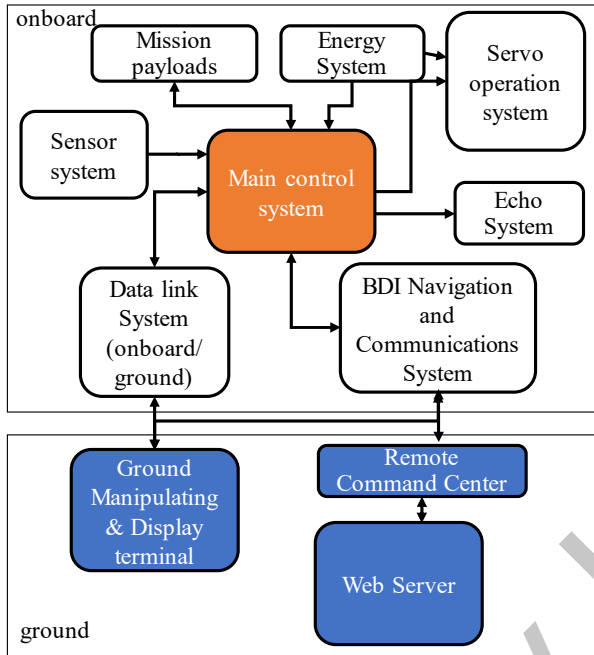 onboard
Mission
payloads
Energy
System
Servo
operation
system
Sensor
system
Main control
system
Echo
System
Data link
System
(onboard/
ground)
BDI Navigation
and
Communications
System
Ground
Manipulating
& Display
terminal
Remote
Command Center
Web Server
ground